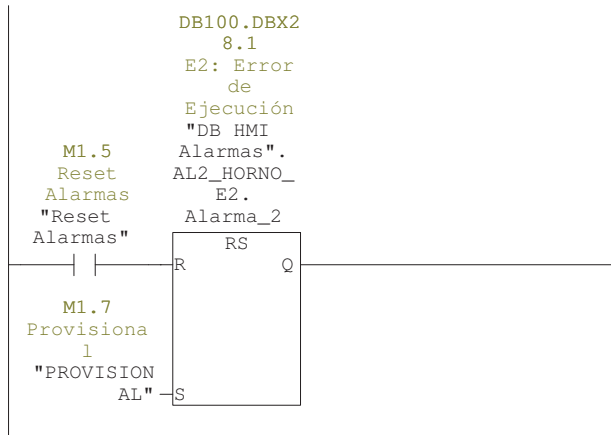 DB100.DBX2
8.1
E2: Error
de
Ejecución
"DB HMI
Alarmas".
AL2_HORNO_
E2.
Alarma_2
M1.5
Reset
Alarmas
"Reset
Alarmas"
RS
R
Q
M1.7
Provisiona
l
"PROVISION
AL"
S